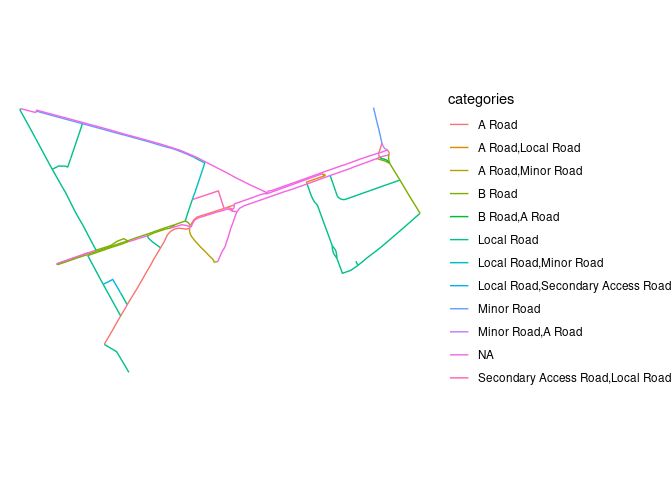 categories
A Road
A Road,Local Road
A Road,Minor Road
B Road
B Road,A Road
Local Road
Local Road,Minor Road
Local Road,Secondary Access Road
Minor Road
Minor Road,A Road
NA
Secondary Access Road,Local Road